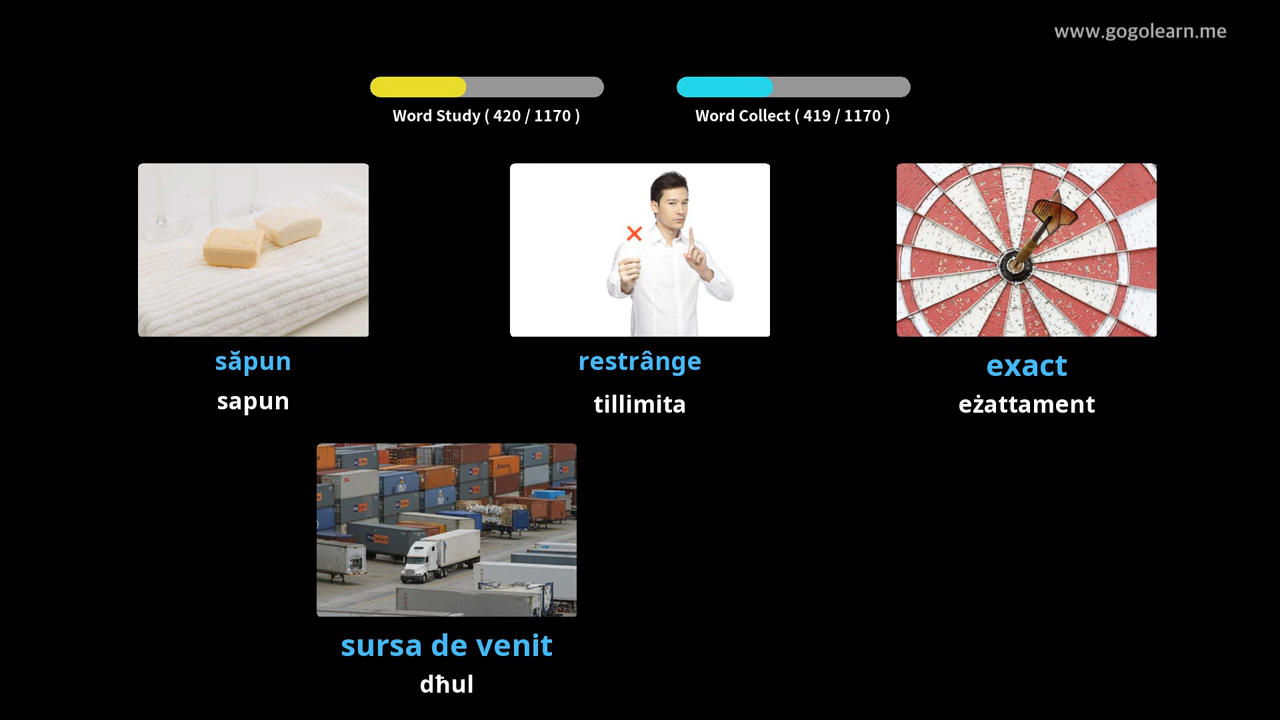 www.gogolearn.me
Word Study ( 420 / 1170 )
Word Collect ( 419 / 1170 )
săpun
sapun
restrânge
tillimita
exact
eżattament
sursa de venit
dħul